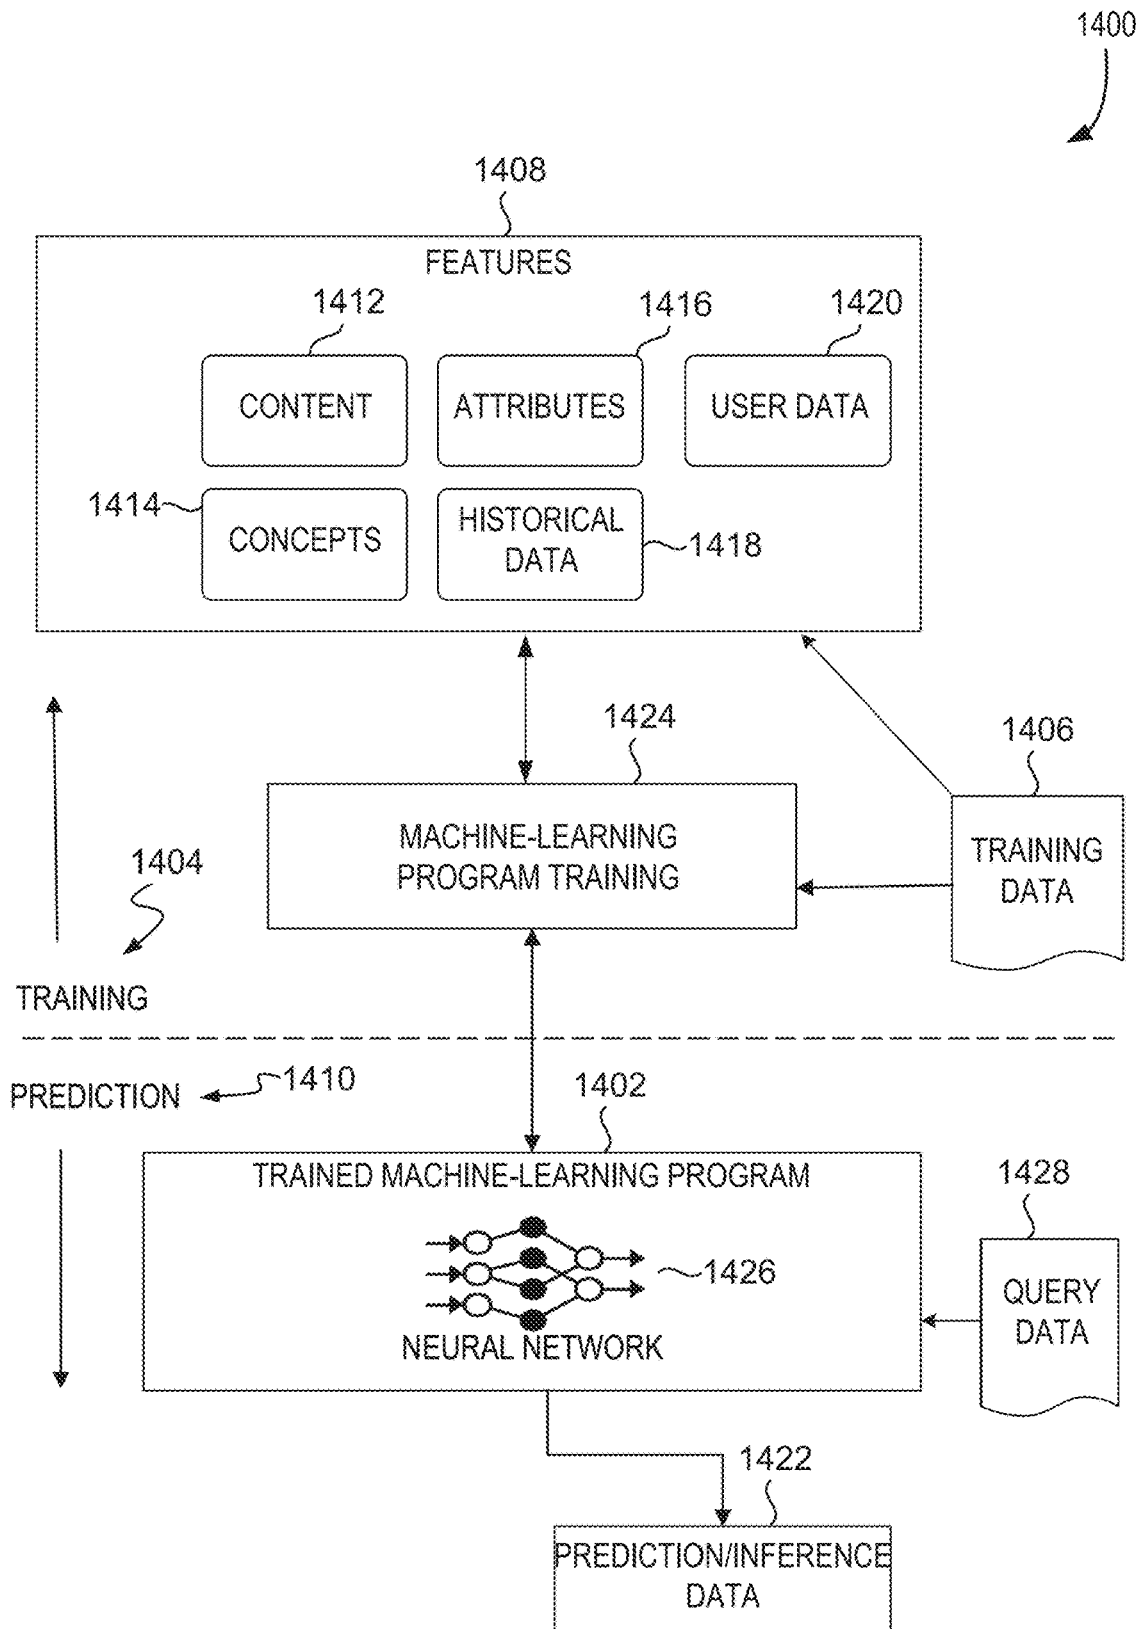 1400
1408
FEATURES
1412
1416
1420
CONTENT
ATTRIBUTES
USER DATA
1414
CONCEPTS
HISTORICAL
DATA
1418
1424
1406
MACHINE-LEARNING
PROGRAM TRAINING
TRAINING
DATA
1404
TRAINING
PREDICTION
1410
1402
TRAINED MACHINE-LEARNING PROGRAM
1428
1426
QUERY
DATA
NEURAL NETWORK
1422
PREDICTION/INFERENCE
DATA